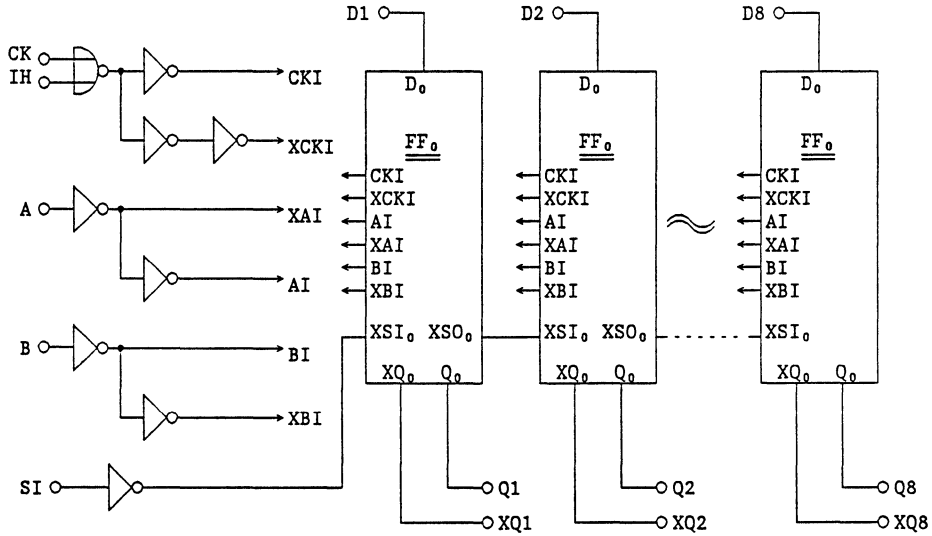 D1
D2
D8
CK
IH
CKI
XCKI
A
XAI
AI
B
BI
XBI
SI
D₀
FF₀
CKI
XCKI
AI
XAI
BI
XBI
XSI₀ XSO₀
XQ₀ Q₀
Q1
XQ1
D₀
FF₀
CKI
XCKI
AI
XAI
BI
XBI
XSI₀ XSO₀
XQ₀ Q₀
Q2
XQ2
D₀
FF₀
CKI
XCKI
AI
XAI
BI
XBI
XSI₀
XQ₀ Q₀
Q8
XQ8